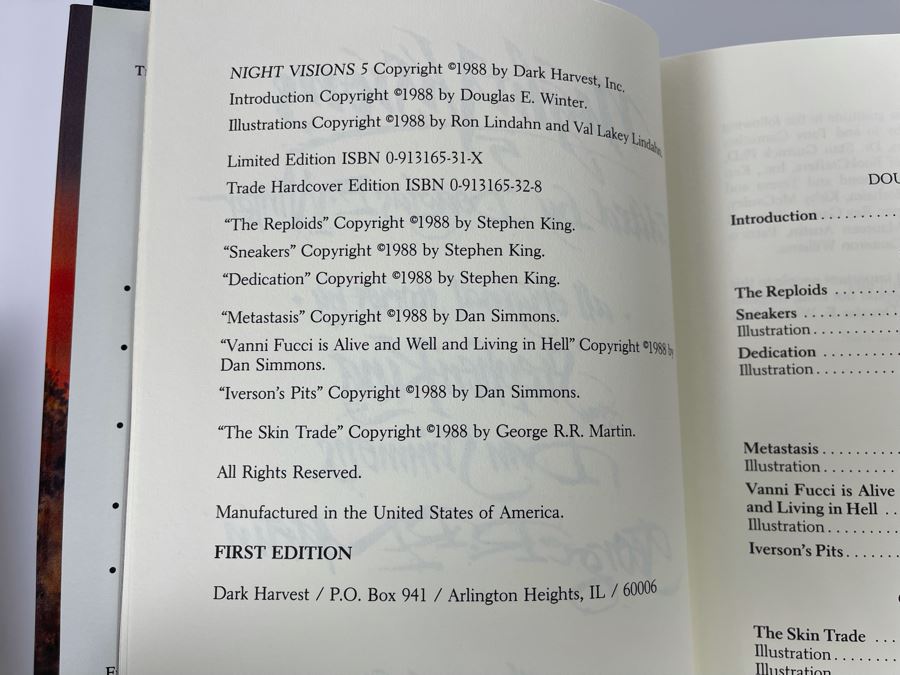 NIGHT VISIONS 5 Copyright ©1988 by Dark Harvest, Inc.
Introduction Copyright ©1988 by Douglas E. Winter.
Illustrations Copyright ©1988 by Ron Lindahn and Val Lakey Lindahn.
Limited Edition ISBN 0-913165-31-X
Trade Hardcover Edition ISBN 0-913165-32-8
“The Reploids” Copyright ©1988 by Stephen King.
“Sneakers” Copyright ©1988 by Stephen King.
“Dedication” Copyright ©1988 by Stephen King.
“Metastasis” Copyright ©1988 by Dan Simmons.
“Vanni Fucci is Alive and Well and Living in Hell” Copyright ©1988 by
Dan Simmons.
“Iverson’s Pits” Copyright ©1988 by Dan Simmons.
“The Skin Trade” Copyright ©1988 by George R.R. Martin.
All Rights Reserved.
Manufactured in the United States of America.
FIRST EDITION
Dark Harvest / P.O. Box 941 / Arlington Heights, IL / 60006
DOU
Introduction . . . . . . . . .
The Reploids . . . . . . . .
Sneakers . . . . . . . . . . . .
Illustration . . . . . . . . . .
Dedication . . . . . . . . . .
Illustration . . . . . . . . . .
Metastasis . . . . . . . . . .
Illustration . . . . . . . . . .
Vanni Fucci is Alive
and Living in Hell . .
Illustration . . . . . . . . . .
Iverson’s Pits . . . . . . .
The Skin Trade . . .
Illustration . . . . . . . . .
Illustration . . . . . . . . .